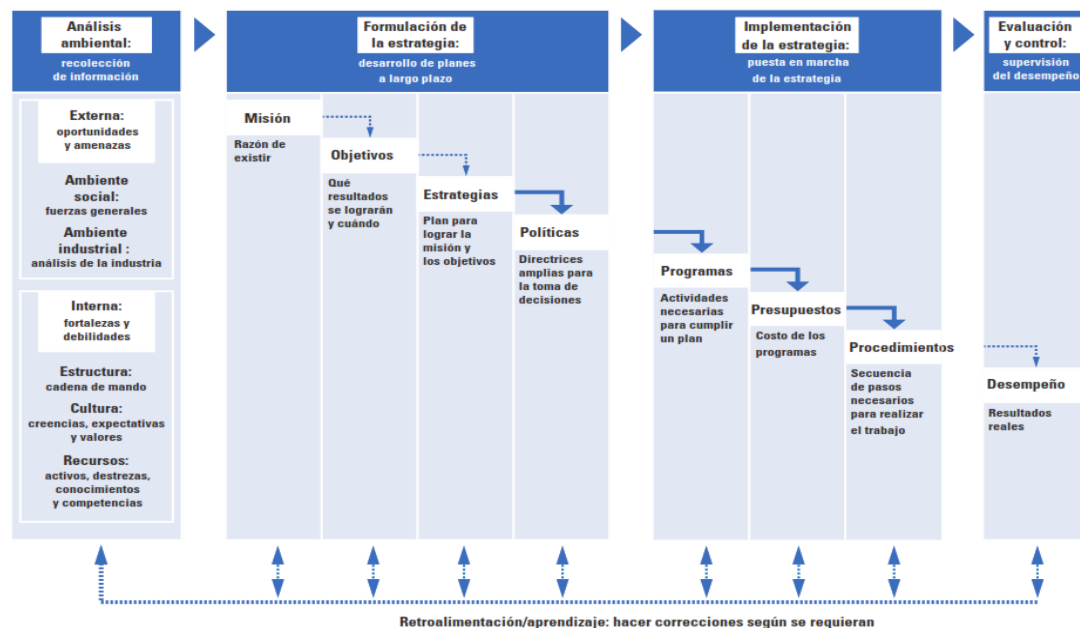 Análisis
ambiental:
recolección
de información
Externa:
oportunidades
y amenazas
Ambiente
social:
fuerzas generales
Ambiente
industrial :
análisis de la industria
Interna:
fortalezas y
debilidades
Estructura:
cadena de mando
Cultura:
creencias, expectativas
y valores
Recursos:
activos, destrezas,
conocimientos
y competencias
Formulación de
la estrategia:
desarrollo de planes
a largo plazo
Misión
Razón de
existir
Objetivos
Qué
resultados
se lograrán
y cuándo
Estrategias
Plan para
lograr la
misión y
los objetivos
Políticas
Directrices
amplias para
la toma de
decisiones
Implementación
de la estrategia:
puesta en marcha
de la estrategia
Programas
Actividades
necesarias
para cumplir
un plan
Presupuestos
Costo de los
programas
Procedimientos
Secuencia
de pasos
necesarios
para realizar
el trabajo
Evaluación
y control:
supervisión
del desempeño
Desempeño
Resultados
reales
Retroalimentación/aprendizaje: hacer correcciones según se requieran